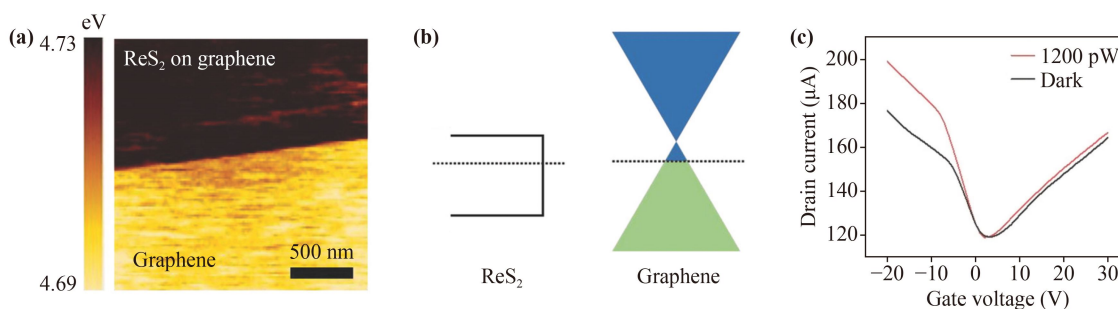 (a)
eV
4.73
4.69
ReS₂ on graphene
Graphene
500 nm
(b)
ReS₂
Graphene
(c)
1200 pW
Dark
Drain current (μA)
200
180
160
140
120
−20
−10
0
10
20
30
Gate voltage (V)